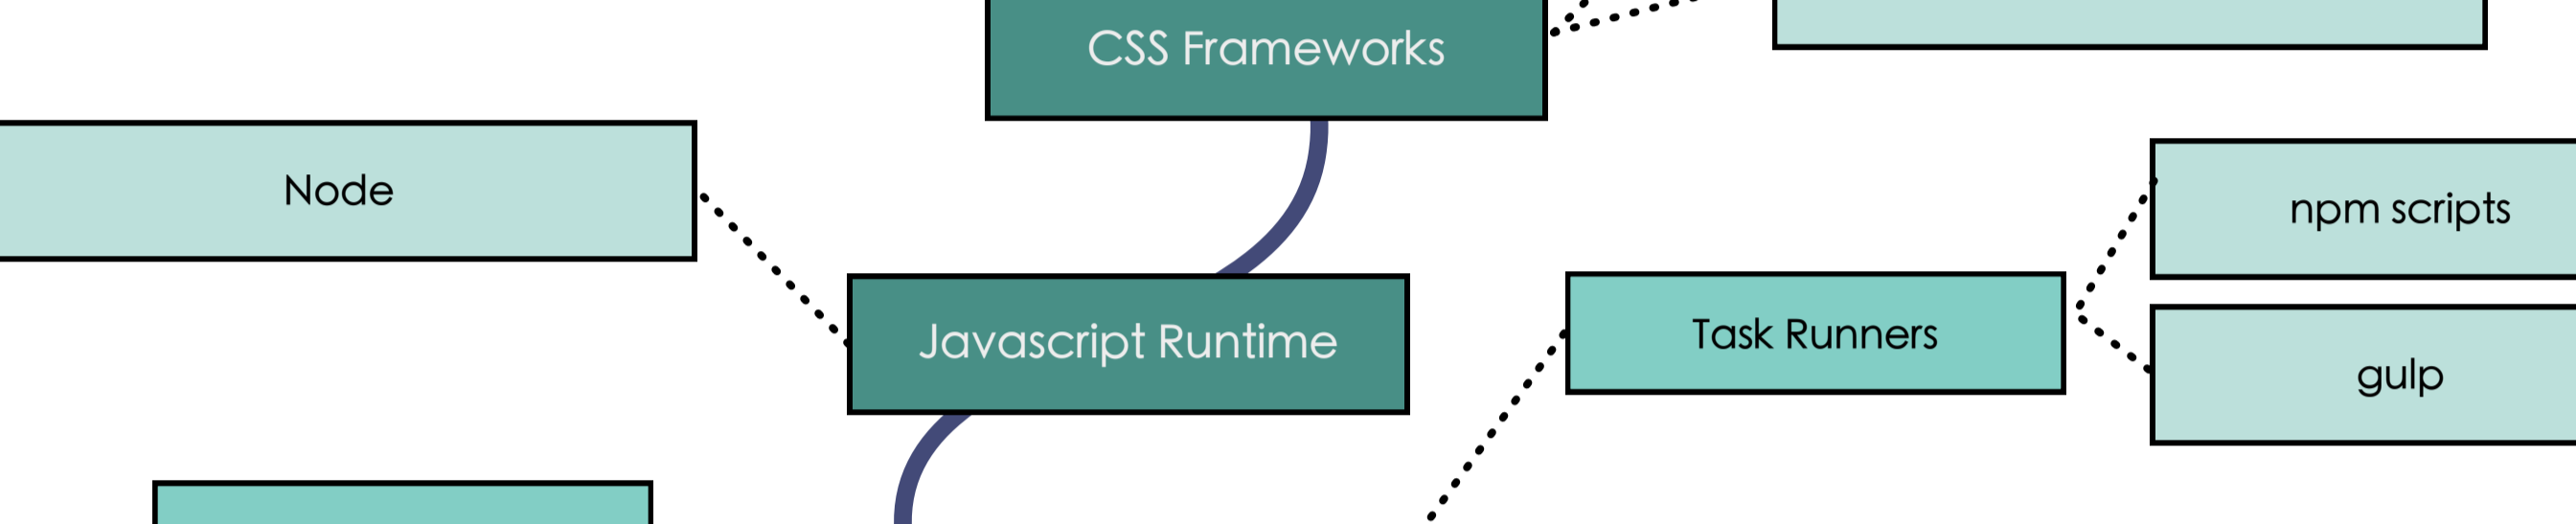 CSS Frameworks
Node
npm scripts
Javascript Runtime
Task Runners
gulp